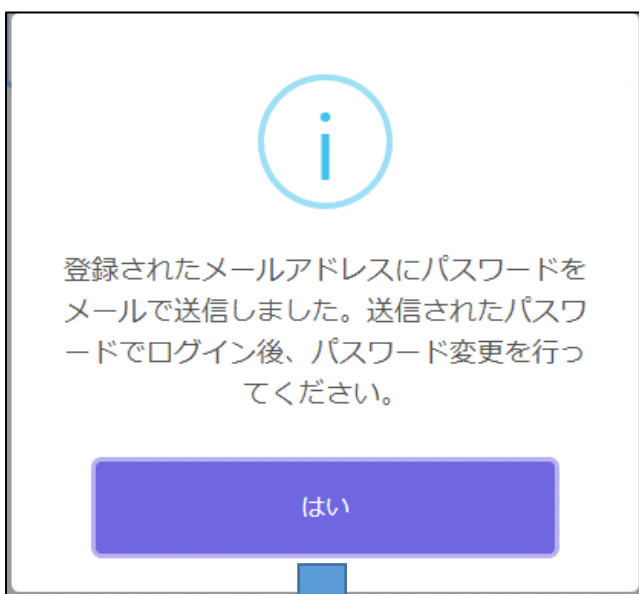 登録されたメールアドレスにパスワードを
メールで送信しました。送信されたパスワ
ードでログイン後、パスワード変更を行っ
てください。
はい